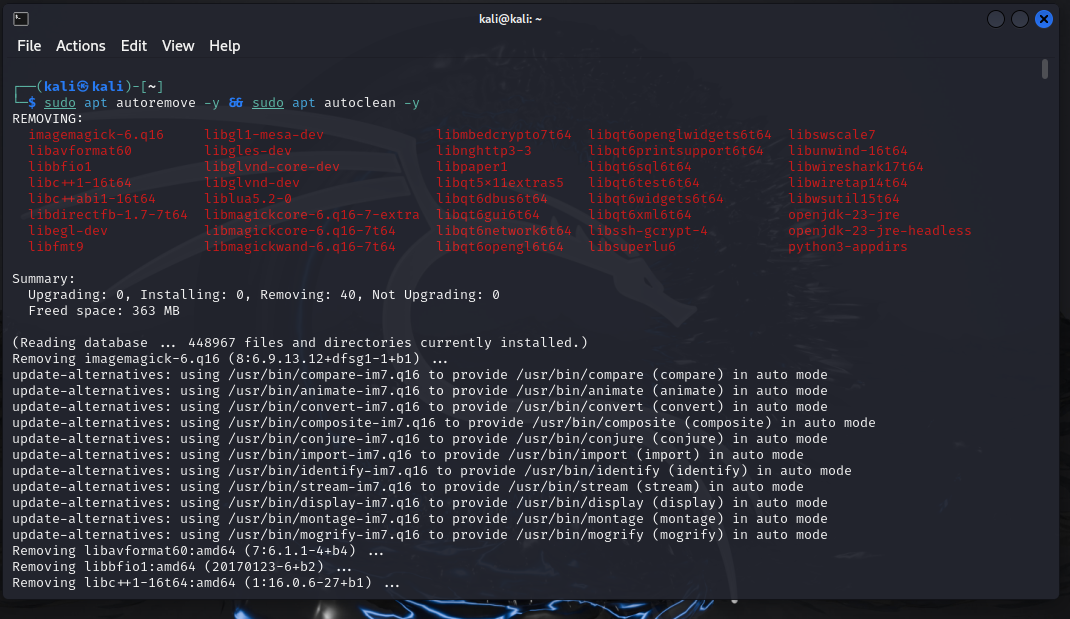 kali@kali: ~
File Actions Edit View Help
┌──(kali㉿kali)-[~]
└─$ sudo apt autoremove -y && sudo apt autoclean -y
REMOVING:
imagemagick-6.q16 libgl1-mesa-dev libmbedcrypto7t64 libqt6openglwidgets6t64 libswscale7
libavformat60 libgles-dev libnghttp3-3 libqt6printsupport6t64 libunwind-16t64
libbfio1 libglvnd-core-dev libpaper1 libqt6sql6t64 libwireshark17t64
libc++1-16t64 libglvnd-dev libqt5x11extras5 libqt6test6t64 libwiretap14t64
libc++abi1-16t64 liblua5.2-0 libqt6dbus6t64 libqt6widgets6t64 libwsutil15t64
libdirectfb-1.7-7t64 libmagickcore-6.q16-7-extra libqt6gui6t64 libqt6xml6t64 openjdk-23-jre
libegl-dev libmagickcore-6.q16-7t64 libqt6network6t64 libssh-gcrypt-4 openjdk-23-jre-headless
libfmt9 libmagickwand-6.q16-7t64 libqt6opengl6t64 libsuperlu6 python3-appdirs
Summary:
Upgrading: 0, Installing: 0, Removing: 40, Not Upgrading: 0
Freed space: 363 MB
(Reading database ... 448967 files and directories currently installed.)
Removing imagemagick-6.q16 (8:6.9.13.12+dfsg1-1+b1) ...
update-alternatives: using /usr/bin/compare-im7.q16 to provide /usr/bin/compare (compare) in auto mode
update-alternatives: using /usr/bin/animate-im7.q16 to provide /usr/bin/animate (animate) in auto mode
update-alternatives: using /usr/bin/convert-im7.q16 to provide /usr/bin/convert (convert) in auto mode
update-alternatives: using /usr/bin/composite-im7.q16 to provide /usr/bin/composite (composite) in auto mode
update-alternatives: using /usr/bin/conjure-im7.q16 to provide /usr/bin/conjure (conjure) in auto mode
update-alternatives: using /usr/bin/import-im7.q16 to provide /usr/bin/import (import) in auto mode
update-alternatives: using /usr/bin/identify-im7.q16 to provide /usr/bin/identify (identify) in auto mode
update-alternatives: using /usr/bin/stream-im7.q16 to provide /usr/bin/stream (stream) in auto mode
update-alternatives: using /usr/bin/display-im7.q16 to provide /usr/bin/display (display) in auto mode
update-alternatives: using /usr/bin/montage-im7.q16 to provide /usr/bin/montage (montage) in auto mode
update-alternatives: using /usr/bin/mogrify-im7.q16 to provide /usr/bin/mogrify (mogrify) in auto mode
Removing libavformat60:amd64 (7:6.1.1-4+b4) ...
Removing libbfio1:amd64 (20170123-6+b2) ...
Removing libc++1-16t64:amd64 (1:16.0.6-27+b1) ...